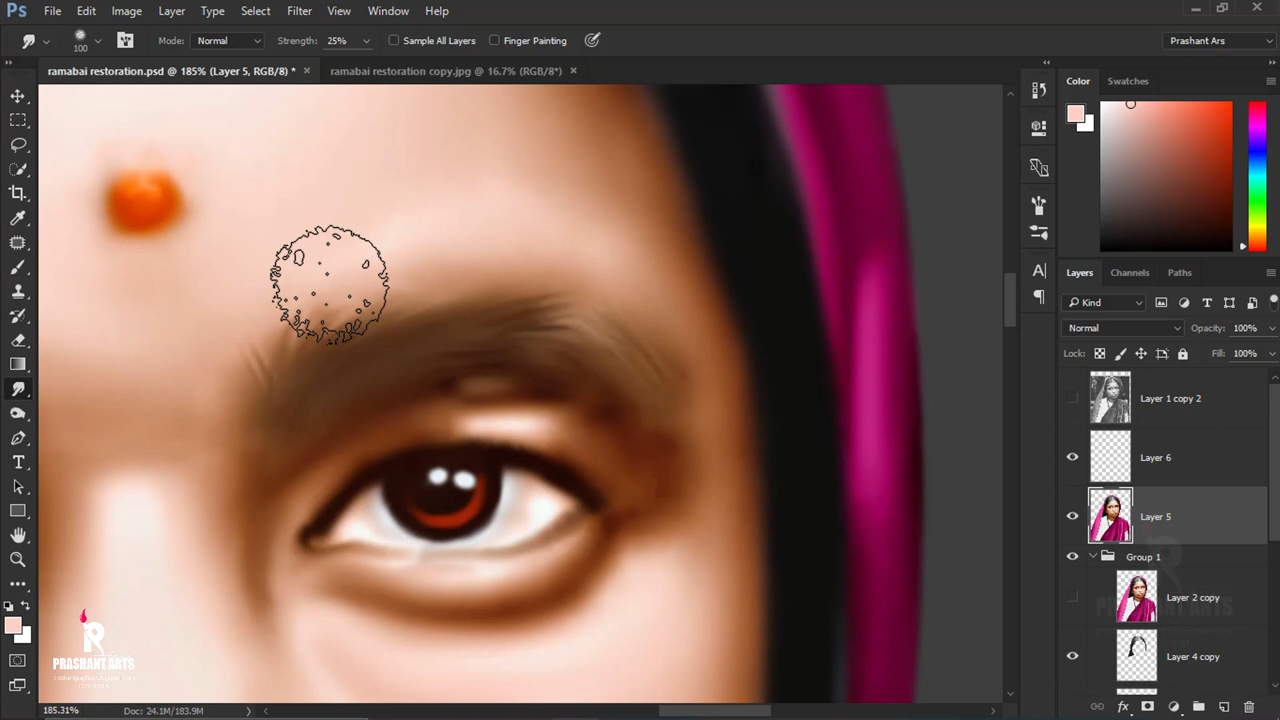 Ps File Edit Image Layer Type Select Filter View Window Help
100 Mode: Normal Strength: 25% Sample All Layers Finger Painting Prashant Ars
ramabai restoration.psd @ 185% (Layer 5, RGB/8) * × ramabai restoration copy.jpg @ 16.7% (RGB/8*) ×
Color Swatches
Layers Channels Paths
Kind
Normal Opacity: 100%
Lock: Fill: 100%
Layer 1 copy 2
Layer 6
Layer 5
Group 1
Layer 2 copy
Layer 4 copy
R
PRASHANT ARTS
185.31% Doc: 24.1M/183.9M